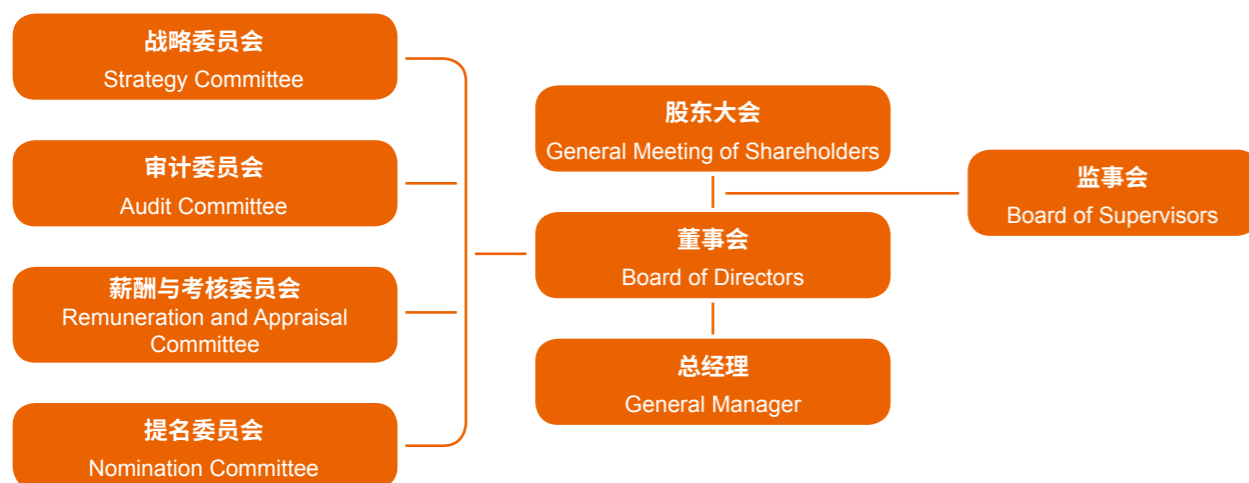 战略委员会
Strategy Committee
审计委员会
Audit Committee
薪酬与考核委员会
Remuneration and Appraisal
Committee
提名委员会
Nomination Committee
股东大会
General Meeting of Shareholders
董事会
Board of Directors
总经理
General Manager
监事会
Board of Supervisors